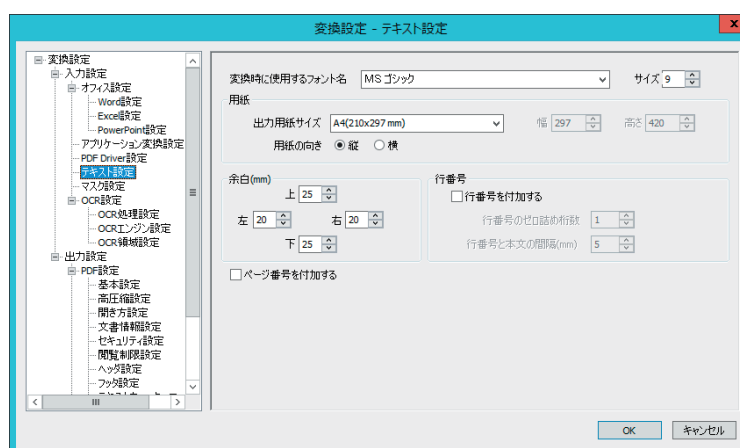 変換設定 - テキスト設定
x
変換設定
入力設定
オフィス設定
Word設定
Excel設定
PowerPoint設定
アプリケーション変換設定
PDF Driver設定
テキスト設定
マスク設定
OCR設定
OCR処理設定
OCRエンジン設定
OCR領域設定
出力設定
PDF設定
基本設定
高圧縮設定
開き方設定
文書情報設定
セキュリティ設定
閲覧制限設定
ヘッダ設定
フッタ設定
変換時に使用するフォント名 MS ゴシック サイズ 9
用紙
出力用紙サイズ A4(210x297 mm) 幅 297 高さ 420
用紙の向き 縦 横
余白(mm)
上 25
左 20 右 20
下 25
行番号
行番号を付加する
行番号のゼロ詰め桁数 1
行番号と本文の間隔(mm) 5
ページ番号を付加する
OK キャンセル